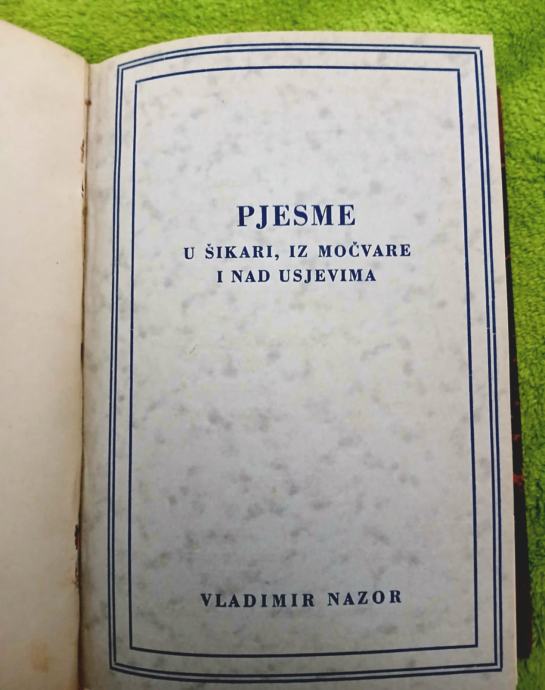 PJESME
U ŠIKARI, IZ MOČVARE
I NAD USJEVIMA
VLADIMIR NAZOR